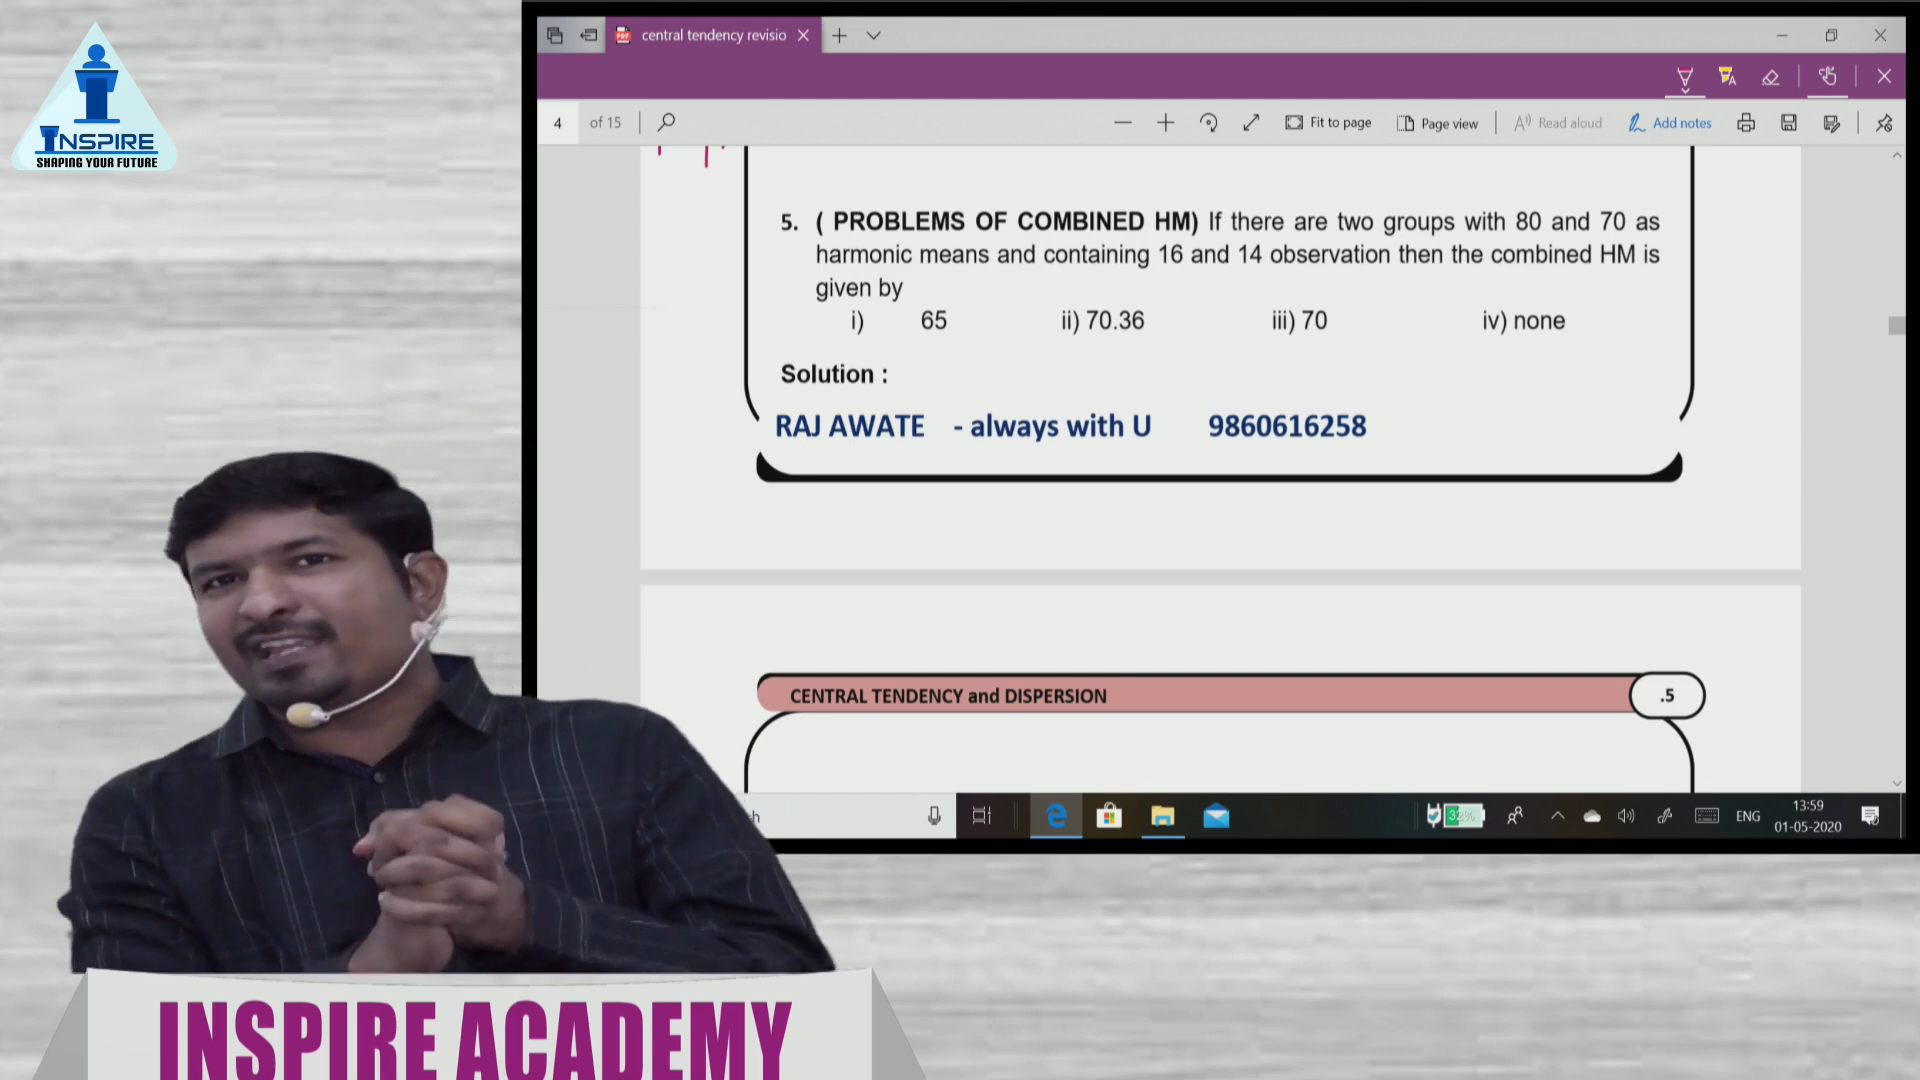 INSPIRE
SHAPING YOUR FUTURE
central tendency revisio
4 of 15
Fit to page
Page view
Read aloud
Add notes
5. ( PROBLEMS OF COMBINED HM) If there are two groups with 80 and 70 as
harmonic means and containing 16 and 14 observation then the combined HM is
given by
i) 65 ii) 70.36 iii) 70 iv) none
Solution :
RAJ AWATE - always with U 9860616258
CENTRAL TENDENCY and DISPERSION .5
h
32%
ENG
13:59
01-05-2020
INSPIRE ACADEMY